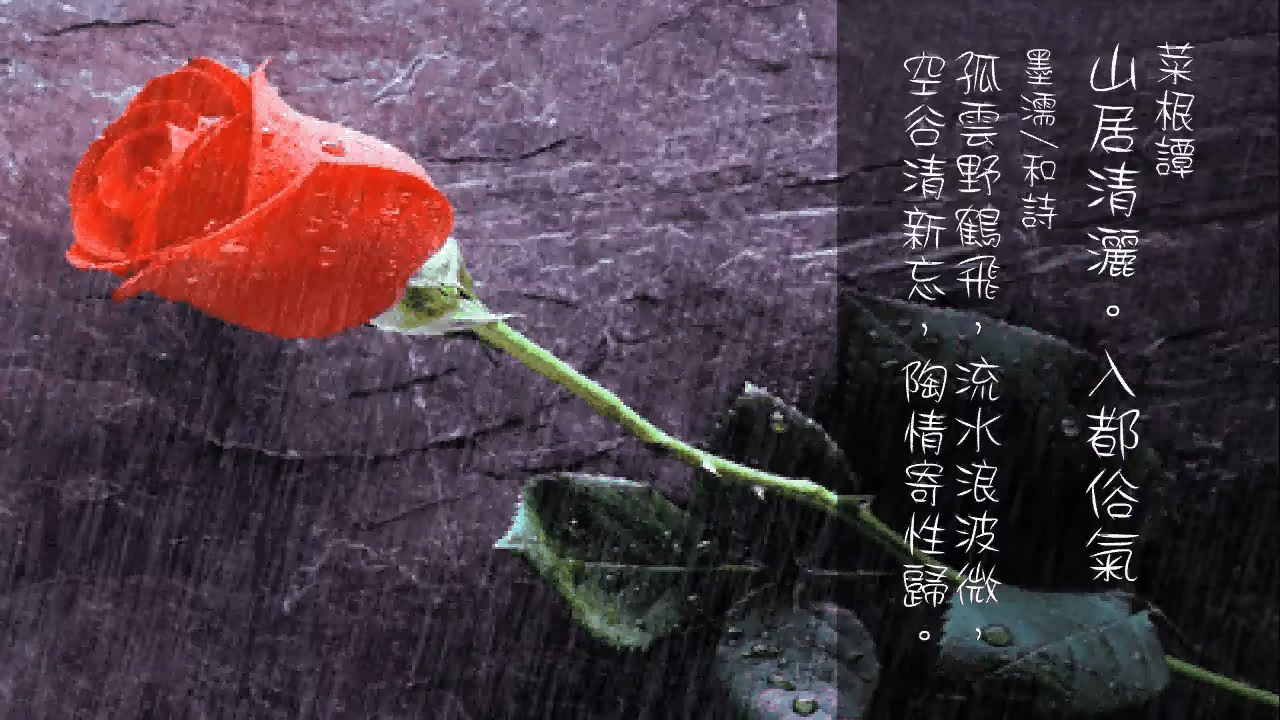 菜根譚
山居清灑。入都俗氣
墨濡人和詩
孤雲野鶴飛，流水浪波微，
空谷清新忘，陶情寄性歸。